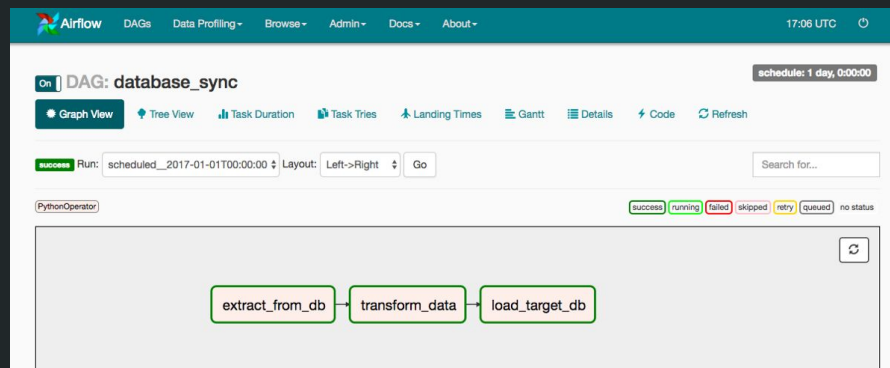 Airflow DAGs Data Profiling Browse Admin Docs About 17:06 UTC
On DAG: database_sync schedule: 1 day, 0:00:00
Graph View Tree View Task Duration Task Tries Landing Times Gantt Details Code Refresh
success Run: scheduled__2017-01-01T00:00:00 Layout: Left->Right Go Search for...
PythonOperator success running failed skipped retry queued no status
extract_from_db transform_data load_target_db